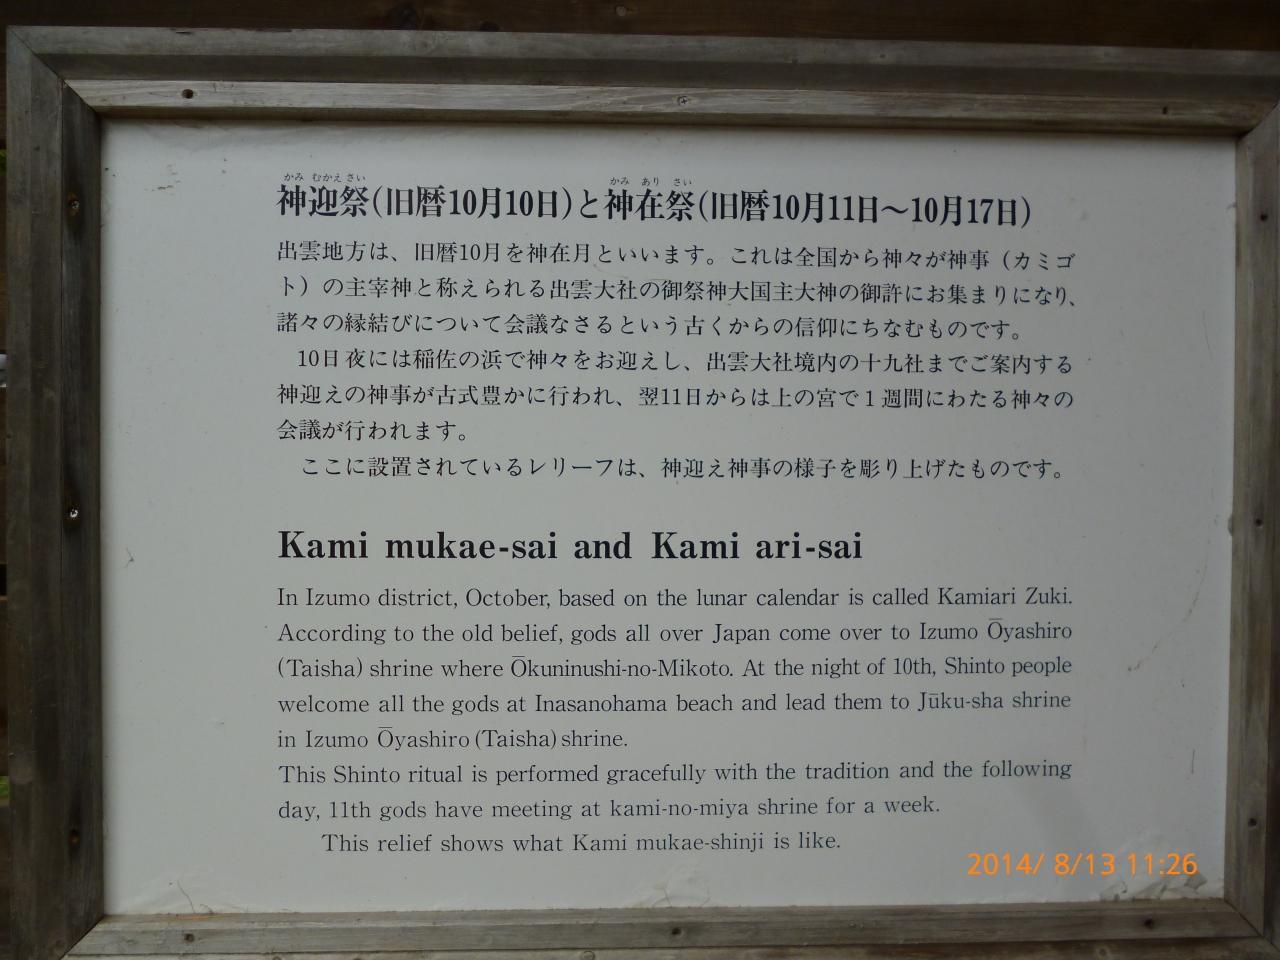 かみ むかえ さい かみ あり さい
神迎祭(旧暦10月10日)と神在祭(旧暦10月11日〜10月17日)
出雲地方は、旧暦10月を神在月といいます。これは全国から神々が神事（カミゴ
ト）の主宰神と称えられる出雲大社の御祭神大国主大神の御許にお集まりになり、
諸々の縁結びについて会議なさるという古くからの信仰にちなむものです。
10日夜には稲佐の浜で神々をお迎えし、出雲大社境内の十九社までご案内する
神迎えの神事が古式豊かに行われ、翌11日からは上の宮で１週間にわたる神々の
会議が行われます。
ここに設置されているレリーフは、神迎え神事の様子を彫り上げたものです。
Kami mukae-sai and Kami ari-sai
In Izumo district, October, based on the lunar calendar is called Kamiari Zuki.
According to the old belief, gods all over Japan come over to Izumo Ōyashiro
(Taisha) shrine where Ōkuninushi-no-Mikoto. At the night of 10th, Shinto people
welcome all the gods at Inasanohama beach and lead them to Jūku-sha shrine
in Izumo Ōyashiro (Taisha) shrine.
This Shinto ritual is performed gracefully with the tradition and the following
day, 11th gods have meeting at kami-no-miya shrine for a week.
This relief shows what Kami mukae-shinji is like.
2014/ 8/13 11:26